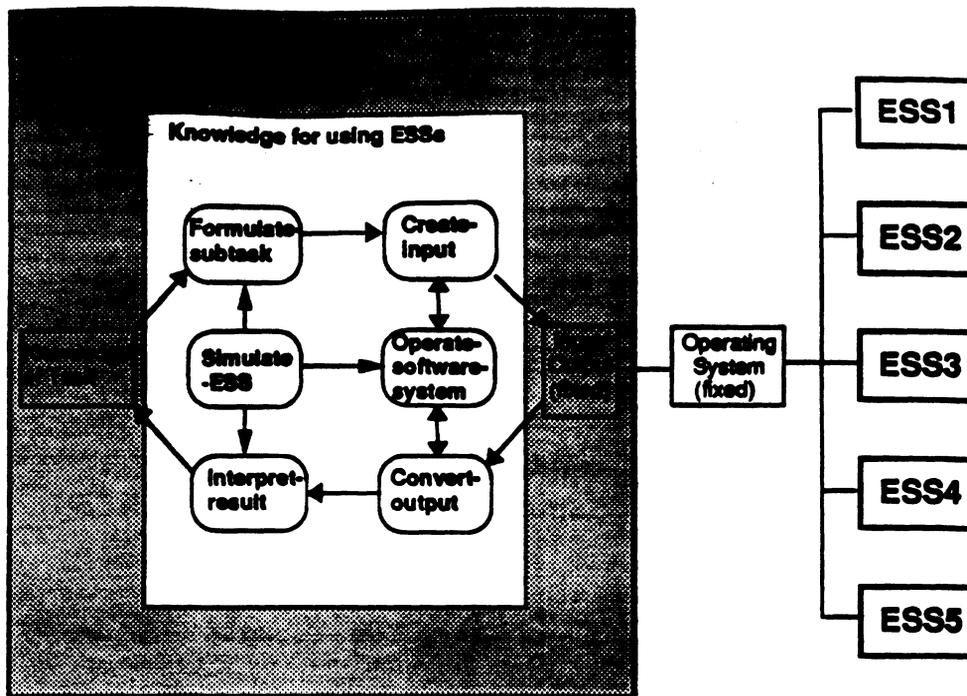 Knowledge for using ESSs
Formulate-
subtask
Create-
input
Simulate
-ESS
Operate-
software-
system
Interpret-
result
Convert-
output
Operating
System
(fixed)
ESS1
ESS2
ESS3
ESS4
ESS5